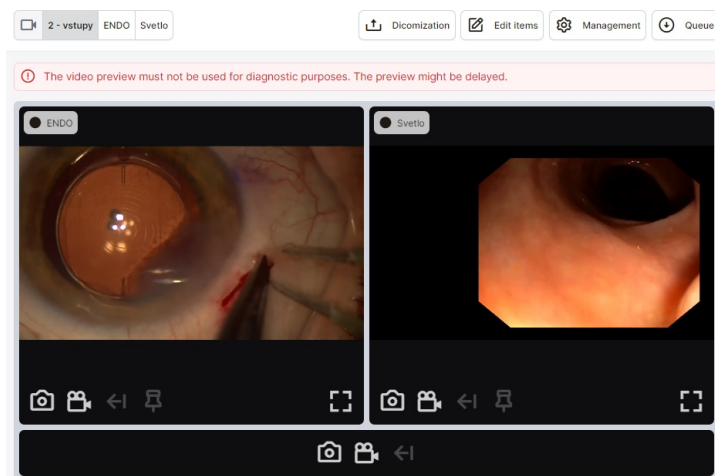 2 - vstupy ENDO Svetlo Dicomization Edit items Management Queue
The video preview must not be used for diagnostic purposes. The preview might be delayed.
ENDO
Svetlo